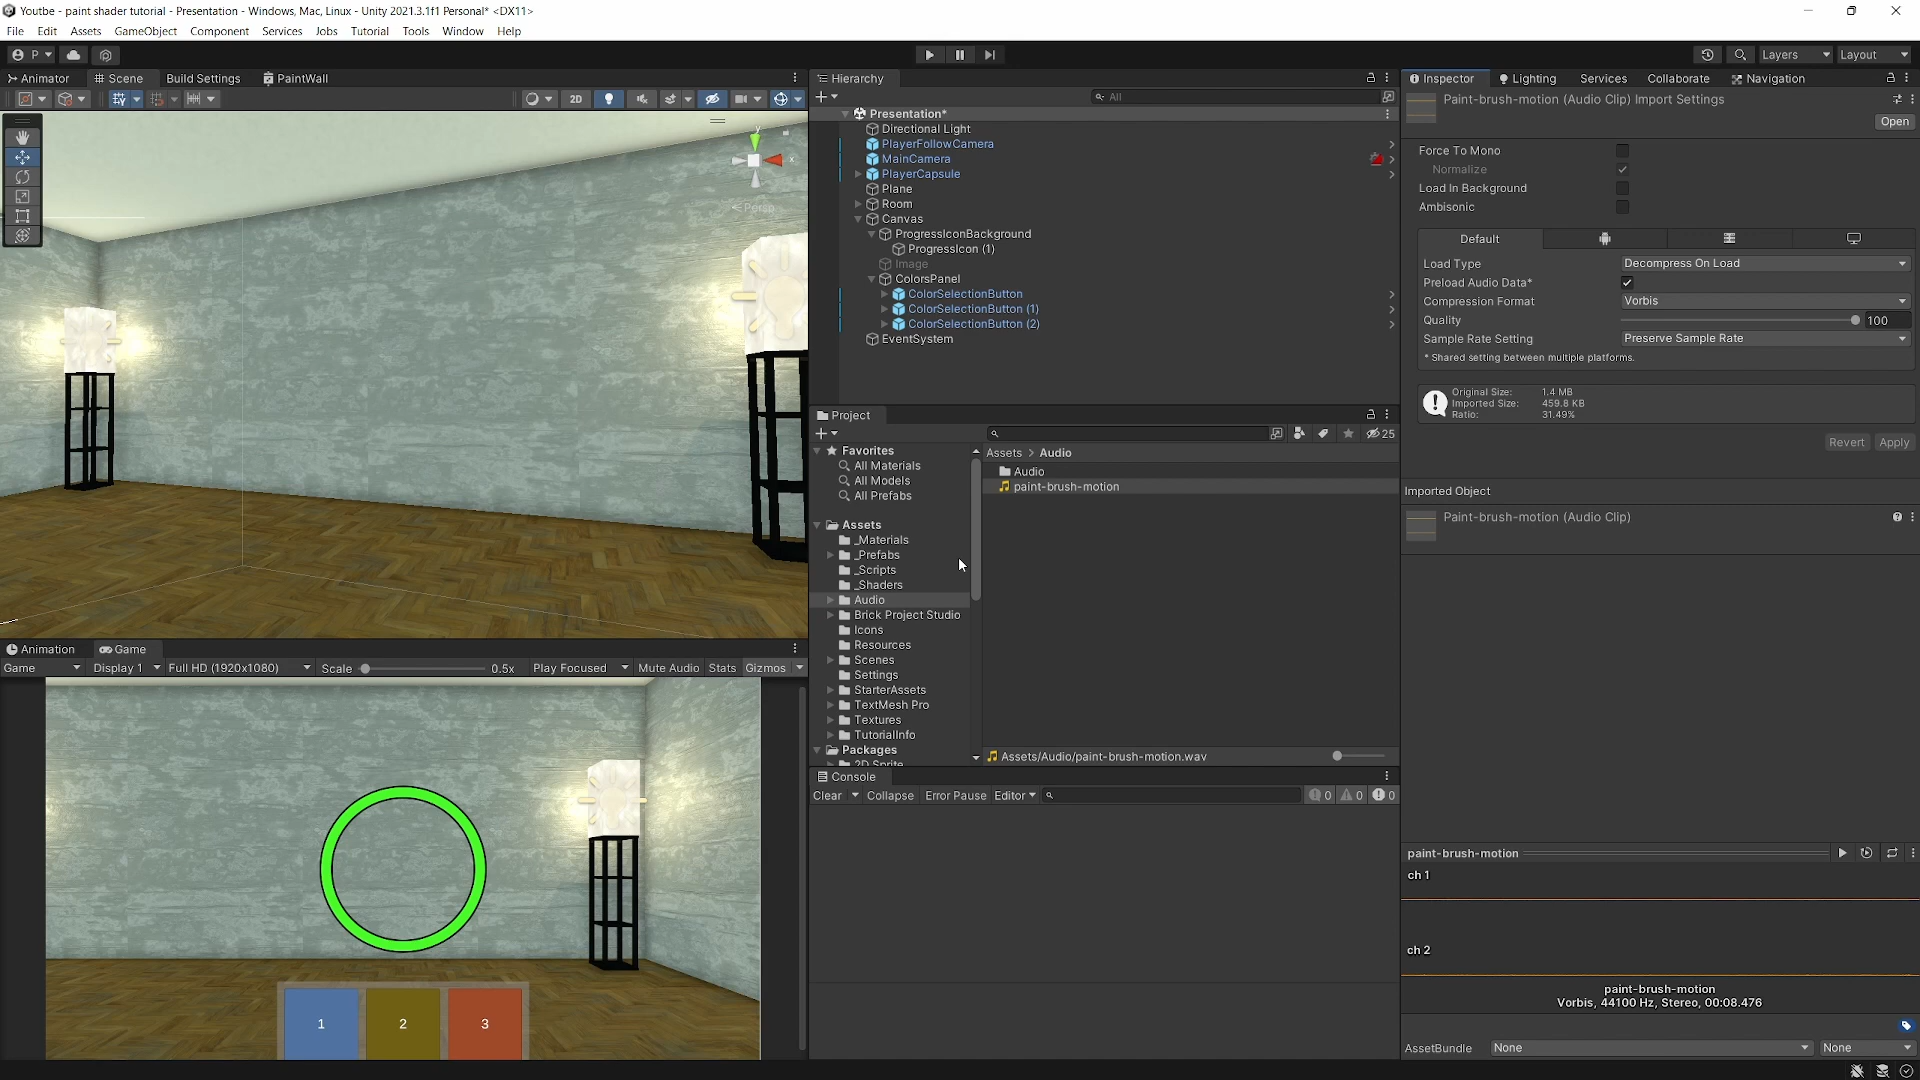 Youtbe - paint shader tutorial - Presentation - Windows, Mac, Linux - Unity 2021.3.1f1 Personal* <DX11>
File Edit Assets GameObject Component Services Jobs Tutorial Tools Window Help
P Layers Layout
Animator Scene Build Settings PaintWall
2D
y
x
Persp
Animation Game
Game Display 1 Full HD (1920x1080) Scale 0.5x Play Focused Mute Audio Stats Gizmos
1 2 3
Hierarchy
All
Presentation*
Directional Light
PlayerFollowCamera
MainCamera
PlayerCapsule
Plane
Room
Canvas
ProgressIconBackground
ProgressIcon (1)
Image
ColorsPanel
ColorSelectionButton
ColorSelectionButton (1)
ColorSelectionButton (2)
EventSystem
Project
25
Favorites
All Materials
All Models
All Prefabs
Assets
_Materials
_Prefabs
_Scripts
_Shaders
Audio
Brick Project Studio
Icons
Resources
Scenes
Settings
StarterAssets
TextMesh Pro
Textures
TutorialInfo
Packages
2D Sprite
Assets > Audio
Audio
paint-brush-motion
Assets/Audio/paint-brush-motion.wav
Console
Clear Collapse Error Pause Editor 0 0 0
Inspector Lighting Services Collaborate Navigation
Paint-brush-motion (Audio Clip) Import Settings
Open
Force To Mono
Normalize
Load In Background
Ambisonic
Default
Load Type Decompress On Load
Preload Audio Data*
Compression Format Vorbis
Quality 100
Sample Rate Setting Preserve Sample Rate
* Shared setting between multiple platforms.
Original Size: 1.4 MB
Imported Size: 459.8 KB
Ratio: 31.49%
Revert Apply
Imported Object
Paint-brush-motion (Audio Clip)
paint-brush-motion
ch 1
ch 2
paint-brush-motion
Vorbis, 44100 Hz, Stereo, 00:08.476
AssetBundle None None